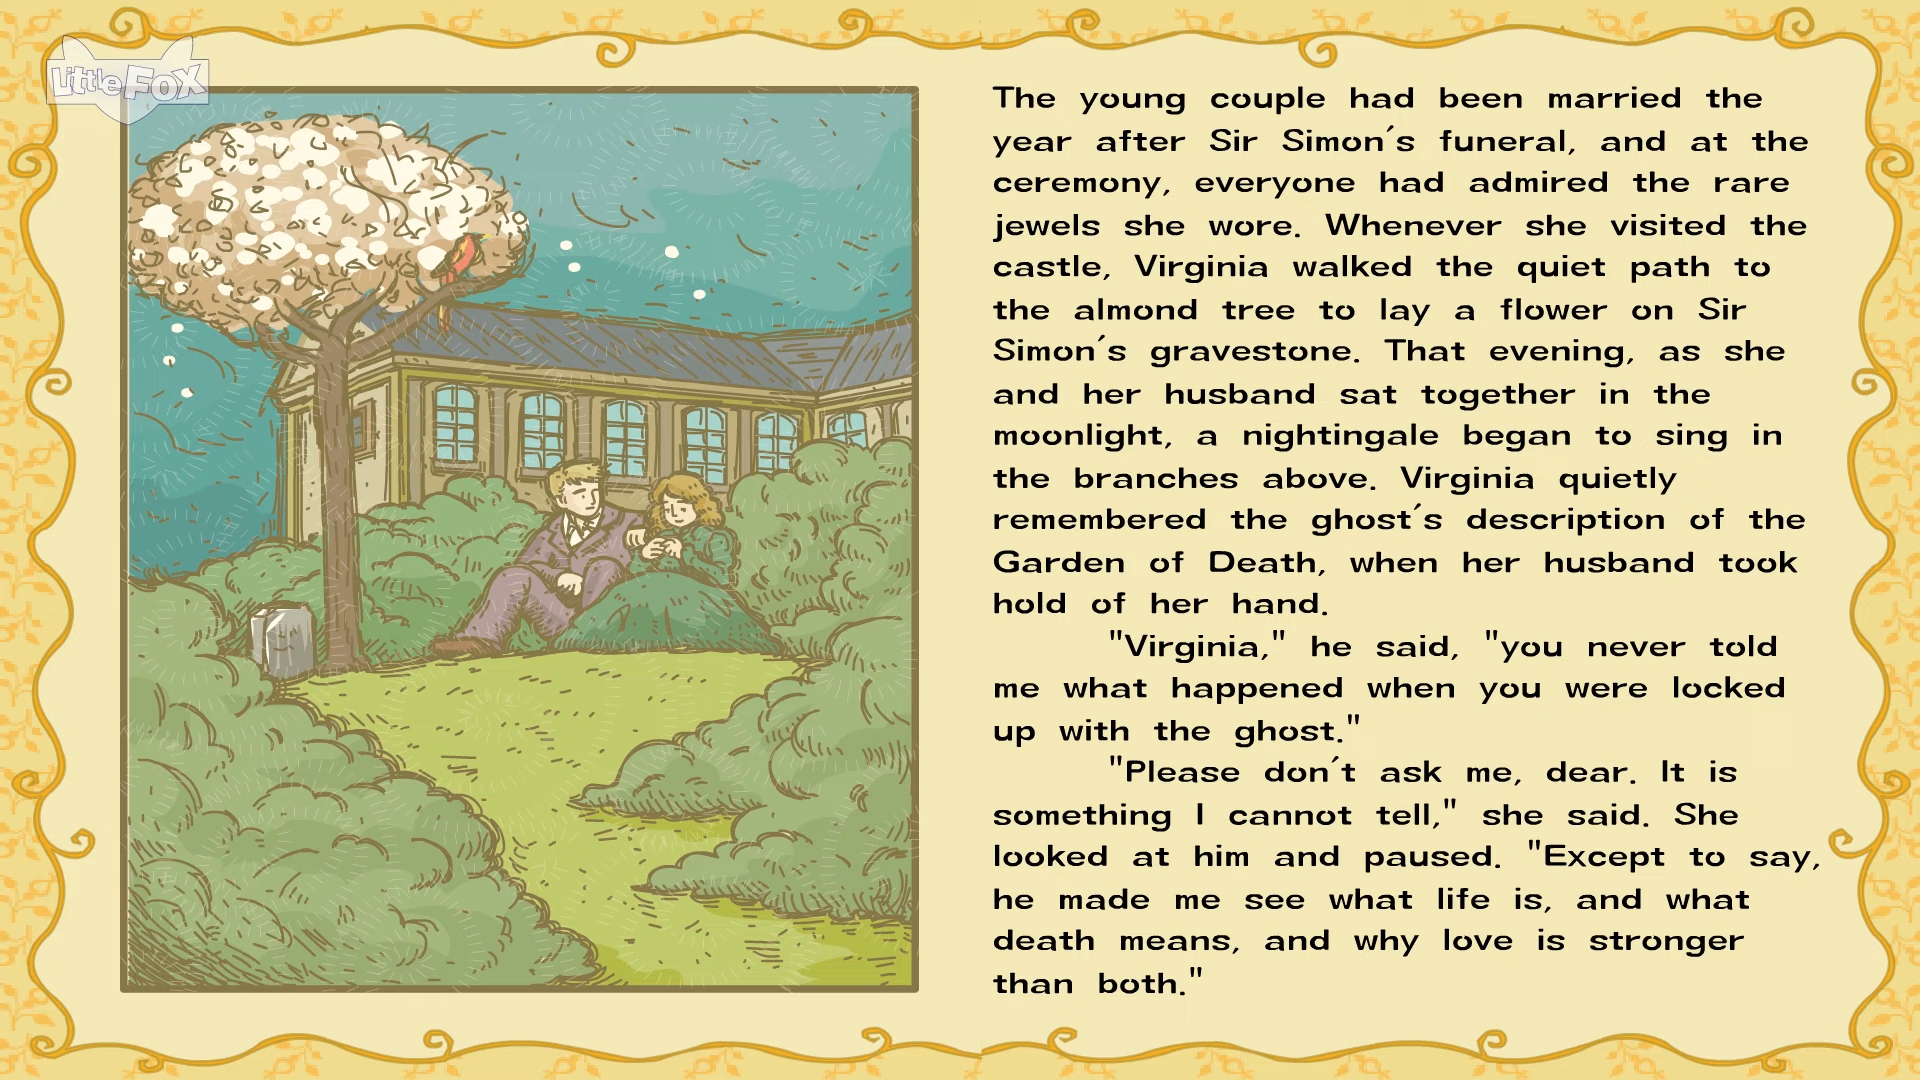 Little Fox
The young couple had been married the
year after Sir Simon's funeral, and at the
ceremony, everyone had admired the rare
jewels she wore. Whenever she visited the
castle, Virginia walked the quiet path to
the almond tree to lay a flower on Sir
Simon's gravestone. That evening, as she
and her husband sat together in the
moonlight, a nightingale began to sing in
the branches above. Virginia quietly
remembered the ghost's description of the
Garden of Death, when her husband took
hold of her hand.
"Virginia," he said, "you never told
me what happened when you were locked
up with the ghost."
"Please don't ask me, dear. It is
something I cannot tell," she said. She
looked at him and paused. "Except to say,
he made me see what life is, and what
death means, and why love is stronger
than both."